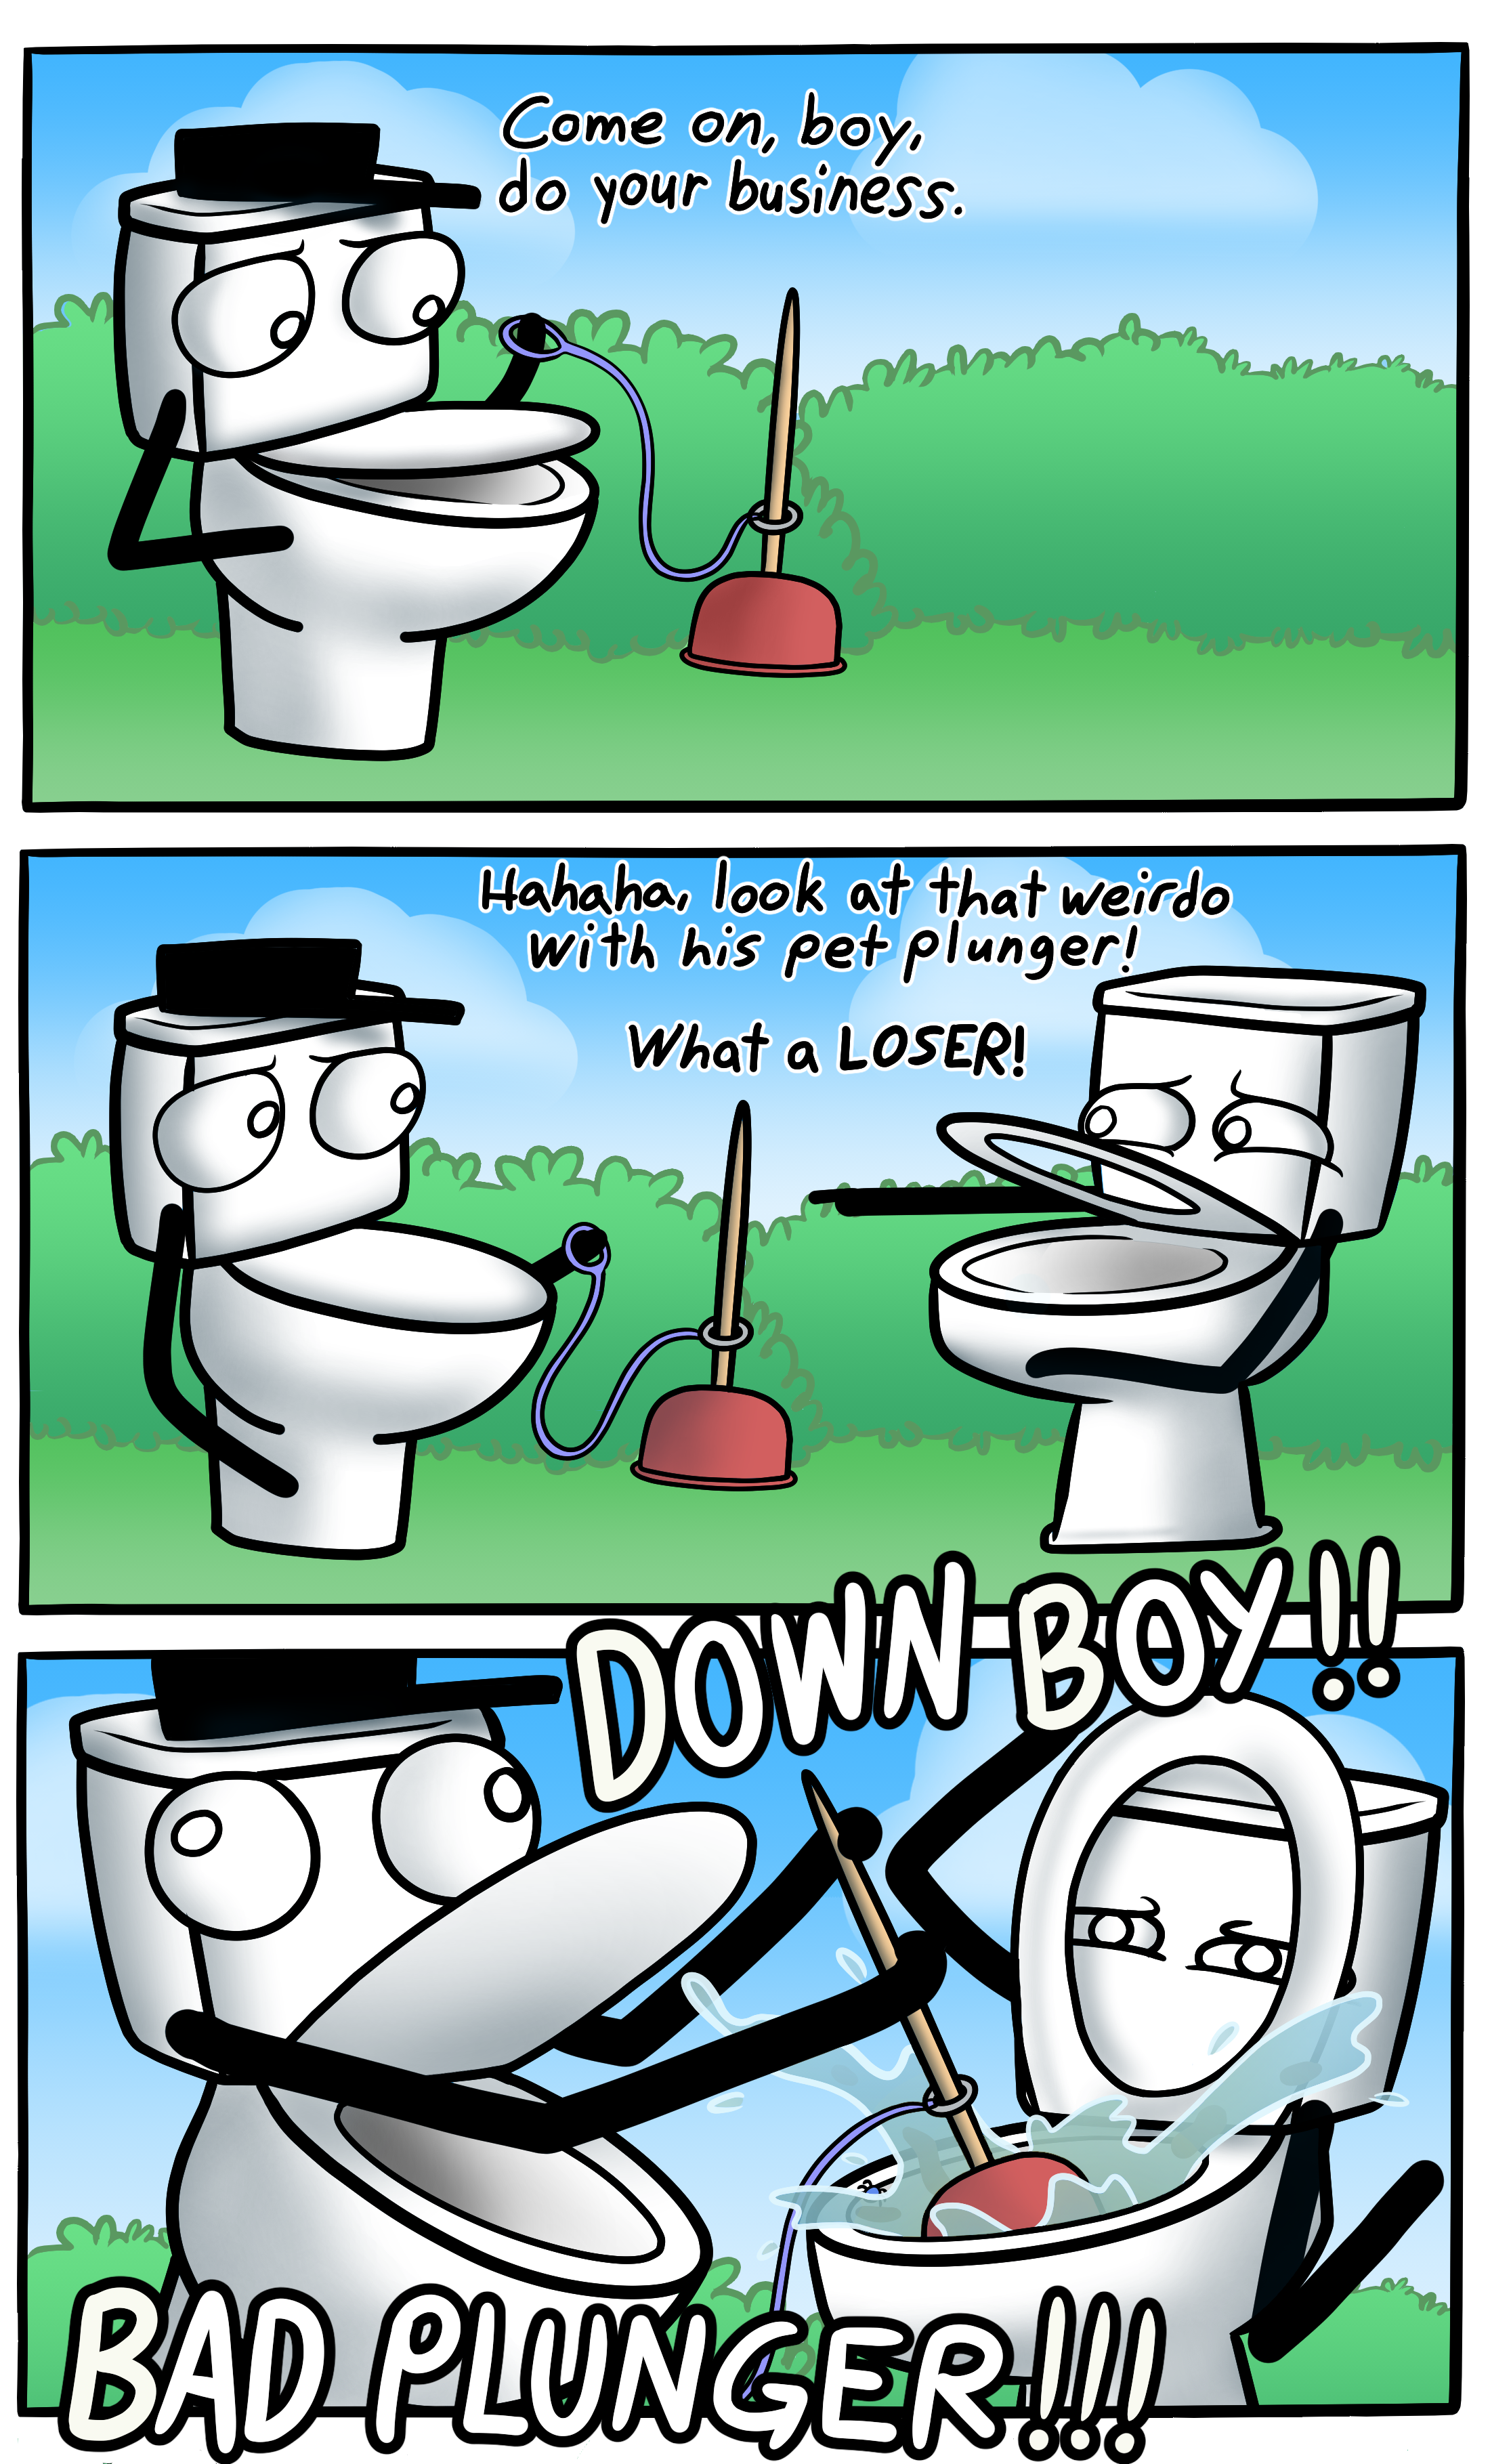 Come on, boy,
do your business.
Hahaha, look at that weirdo
with his pet plunger!
What a LOSER!
DOWN BOY!!
BAD PLUNGER!!!